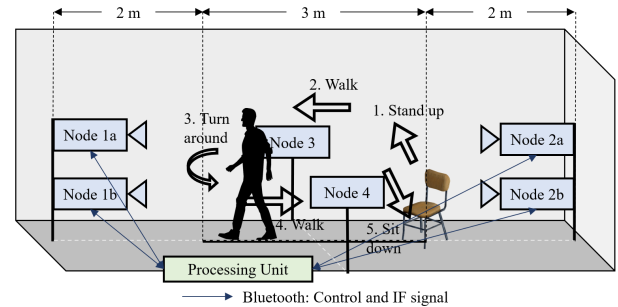 2 m
3 m
2 m
2. Walk
1. Stand up
3. Turn
around
Node 1a
Node 3
Node 2a
Node 1b
Node 4
Node 2b
4. Walk
5. Sit
down
Processing Unit
Bluetooth: Control and IF signal